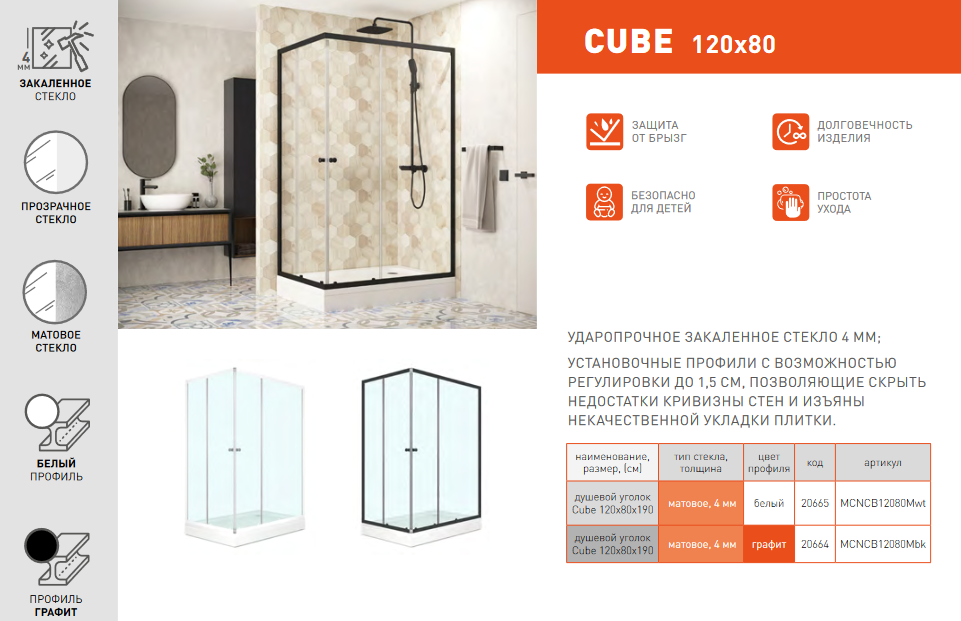 4
мм
ЗАКАЛЕННОЕ
СТЕКЛО
ПРОЗРАЧНОЕ
СТЕКЛО
МАТОВОЕ
СТЕКЛО
БЕЛЫЙ
ПРОФИЛЬ
ПРОФИЛЬ
ГРАФИТ
CUBE 120x80
ЗАЩИТА
ОТ БРЫЗГ
ДОЛГОВЕЧНОСТЬ
ИЗДЕЛИЯ
БЕЗОПАСНО
ДЛЯ ДЕТЕЙ
ПРОСТОТА
УХОДА
УДАРОПРОЧНОЕ ЗАКАЛЕННОЕ СТЕКЛО 4 ММ;
УСТАНОВОЧНЫЕ ПРОФИЛИ С ВОЗМОЖНОСТЬЮ
РЕГУЛИРОВКИ ДО 1,5 СМ, ПОЗВОЛЯЮЩИЕ СКРЫТЬ
НЕДОСТАТКИ КРИВИЗНЫ СТЕН И ИЗЪЯНЫ
НЕКАЧЕСТВЕННОЙ УКЛАДКИ ПЛИТКИ.
наименование,
размер, (см)
тип стекла,
толщина
цвет
профиля
код
артикул
душевой уголок
Cube 120x80x190
матовое, 4 мм
белый
20665
MCNCB12080Mwt
душевой уголок
Cube 120x80x190
матовое, 4 мм
графит
20664
MCNCB12080Mbk